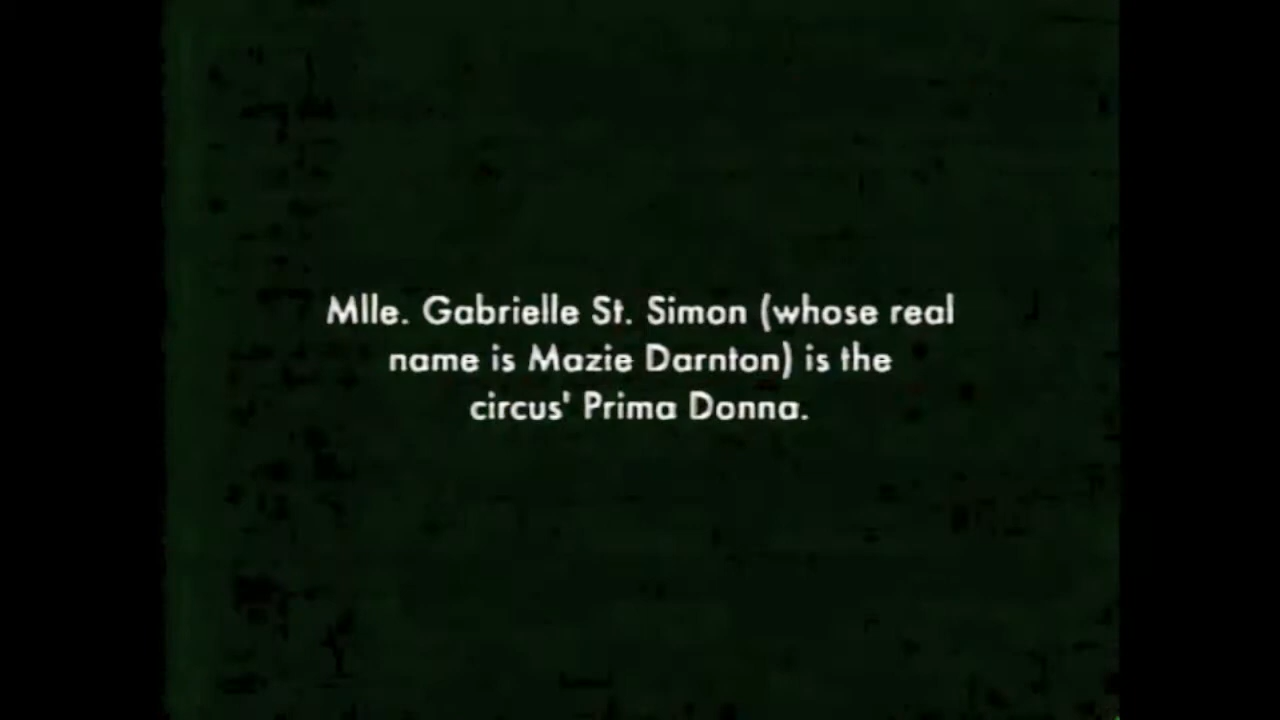 Mlle. Gabrielle St. Simon (whose real
name is Mazie Darnton) is the
circus' Prima Donna.